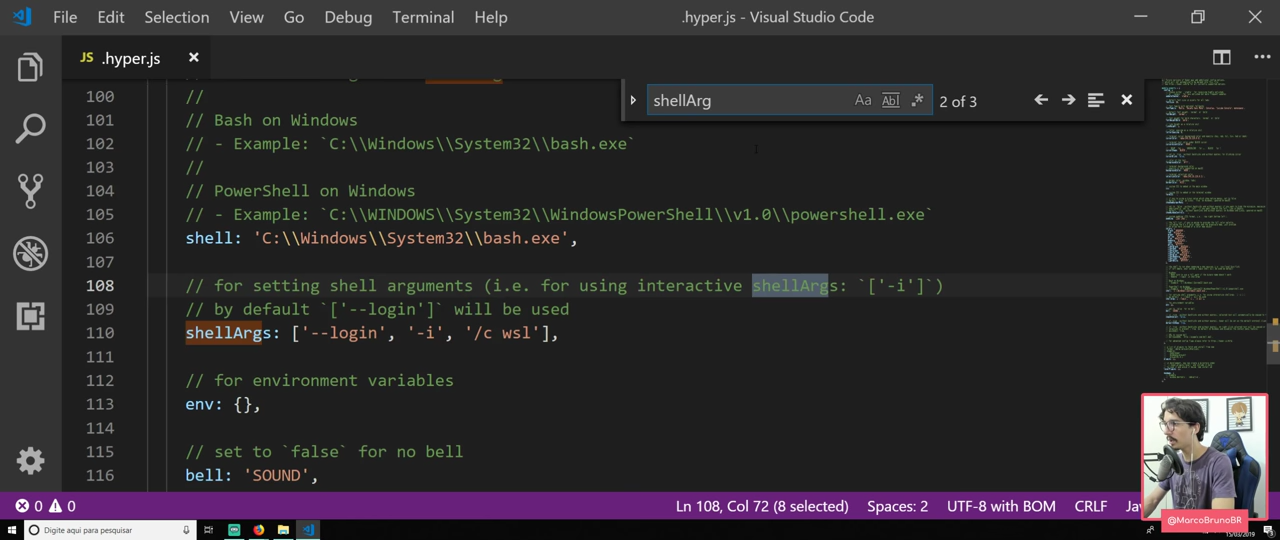 File Edit Selection View Go Debug Terminal Help .hyper.js - Visual Studio Code
JS .hyper.js
shellArg Aa Abl 2 of 3
100 //
101 // Bash on Windows
102 // - Example: `C:\\Windows\\System32\\bash.exe`
103 //
104 // PowerShell on Windows
105 // - Example: `C:\\WINDOWS\\System32\\WindowsPowerShell\\v1.0\\powershell.exe`
106 shell: 'C:\\Windows\\System32\\bash.exe',
107
108 // for setting shell arguments (i.e. for using interactive shellArgs: `['-i']`)
109 // by default `['--login']` will be used
110 shellArgs: ['--login', '-i', '/c wsl'],
111
112 // for environment variables
113 env: {},
114
115 // set to `false` for no bell
116 bell: 'SOUND',
0 0 Ln 108, Col 72 (8 selected) Spaces: 2 UTF-8 with BOM CRLF
@MarcoBrunoBR
Digite aqui para pesquisar
15/03/2019